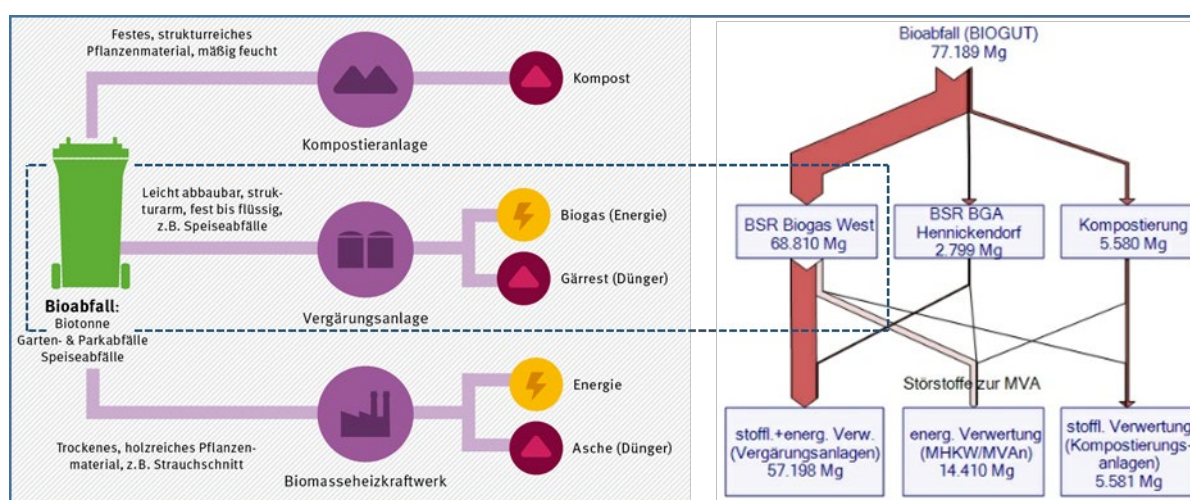 Festes, strukturreiches
Pflanzenmaterial, mäßig feucht
Kompost
Kompostieranlage
Leicht abbaubar, struk-
turarm, fest bis flüssig,
z.B. Speiseabfälle
Biogas (Energie)
Gärrest (Dünger)
Vergärungsanlage
Bioabfall:
Biotonne
Garten- & Parkabfälle
Speiseabfälle
Energie
Trockenes, holzreiches Pflanzen-
material, z.B. Strauchschnitt
Asche (Dünger)
Biomasseheizkraftwerk
Bioabfall (BIOGUT)
77.189 Mg
BSR Biogas West
68.810 Mg
BSR BGA
Hennickendorf
2.799 Mg
Kompostierung
5.580 Mg
Störstoffe zur MVA
stoffl.+energ. Verw.
(Vergärungsanlagen)
57.198 Mg
energ. Verwertung
(MHKW/MVAn)
14.410 Mg
stoffl. Verwertung
(Kompostierungs-
anlagen)
5.581 Mg